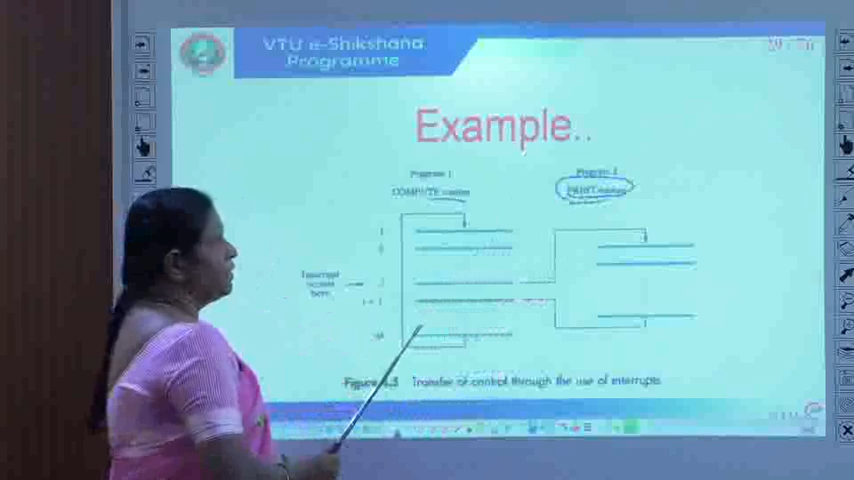 VTU e-Shikshana
Programme
Example..
Program 1
COMPUTE routine
Program 2
PRINT routine
1
2
Interrupt
occurs
here
i
i + 1
M
Figure 4.5 Transfer of control through the use of interrupts